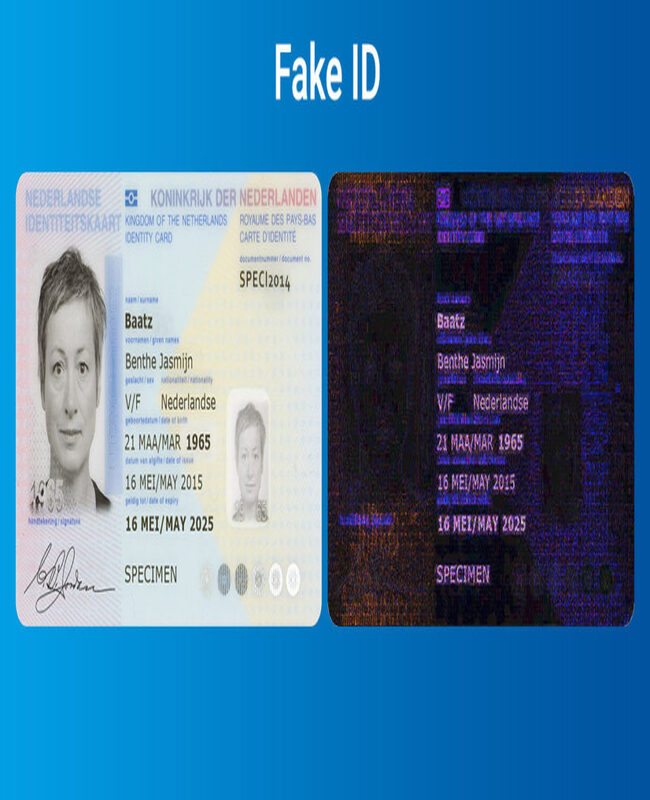 Fake ID
NEDERLANDSE
IDENTITEITSKAART
KONINKRIJK DER NEDERLANDEN
KINGDOM OF THE NETHERLANDS
IDENTITY CARD
ROYAUME DES PAYS-BAS
CARTE D'IDENTITÉ
documentnummer / document no.
SPECI2014
naam / surname
Baatz
voornamen / given names
Benthe Jasmijn
geslacht / sex nationaliteit / nationality
V/F Nederlandse
geboortedatum / date of birth
21 MAA/MAR 1965
datum van afgifte / date of issue
16 MEI/MAY 2015
geldig tot / date of expiry
16 MEI/MAY 2025
1965
handtekening / signature
SPECIMEN
Baatz
Benthe Jasmijn
V/F Nederlandse
21 MAA/MAR 1965
16 MEI/MAY 2015
16 MEI/MAY 2025
SPECIMEN